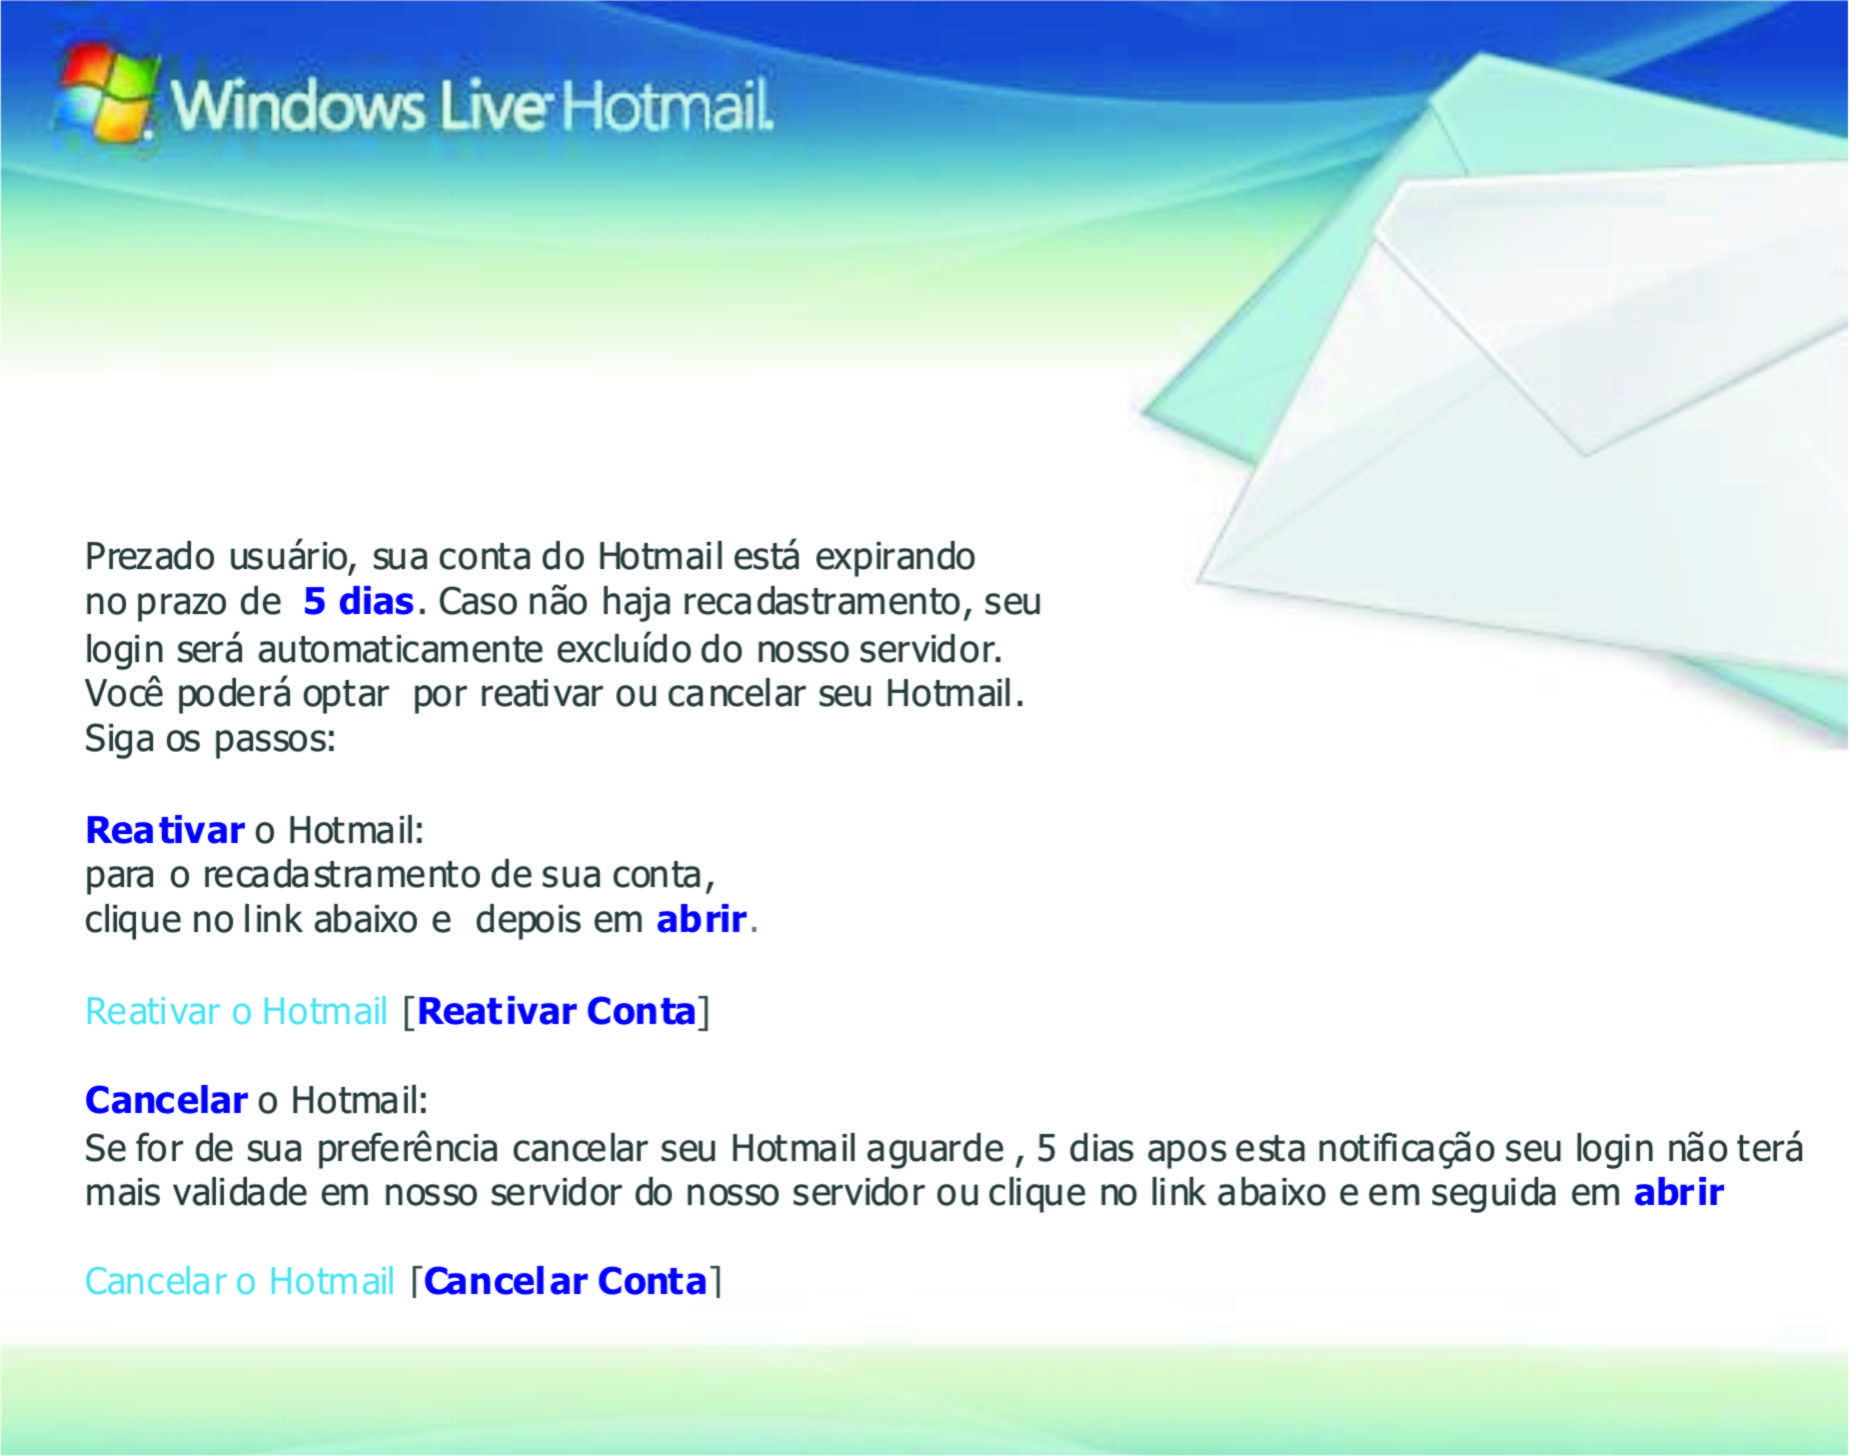 Windows Live Hotmail.
Prezado usuário, sua conta do Hotmail está expirando
no prazo de 5 dias. Caso não haja recadastramento, seu
login será automaticamente excluído do nosso servidor.
Você poderá optar por reativar ou cancelar seu Hotmail.
Siga os passos:
Reativar o Hotmail:
para o recadastramento de sua conta,
clique no link abaixo e depois em abrir.
Reativar o Hotmail [Reativar Conta]
Cancelar o Hotmail:
Se for de sua preferência cancelar seu Hotmail aguarde , 5 dias apos esta notificação seu login não terá
mais validade em nosso servidor do nosso servidor ou clique no link abaixo e em seguida em abrir
Cancelar o Hotmail [Cancelar Conta]